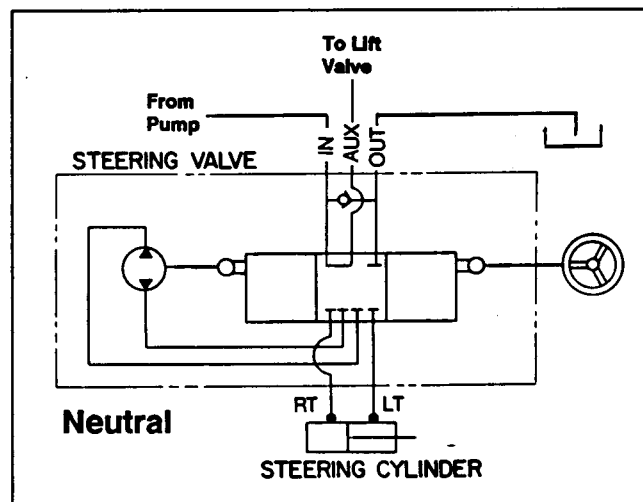 To Lift
Valve
From
Pump
IN
AUX
OUT
STEERING VALVE
RT
LT
Neutral
STEERING CYLINDER